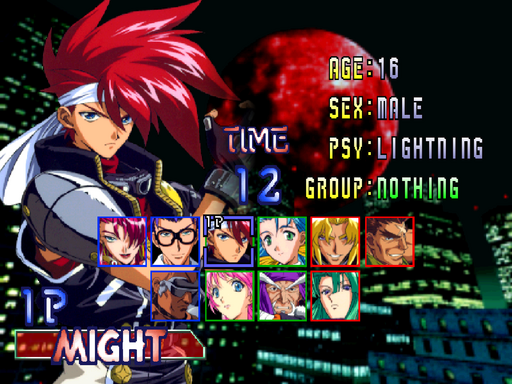 AGE:16
SEX:MALE
TIME
PSY:LIGHTNING
12
GROUP:NOTHING
1P
1P
MIGHT